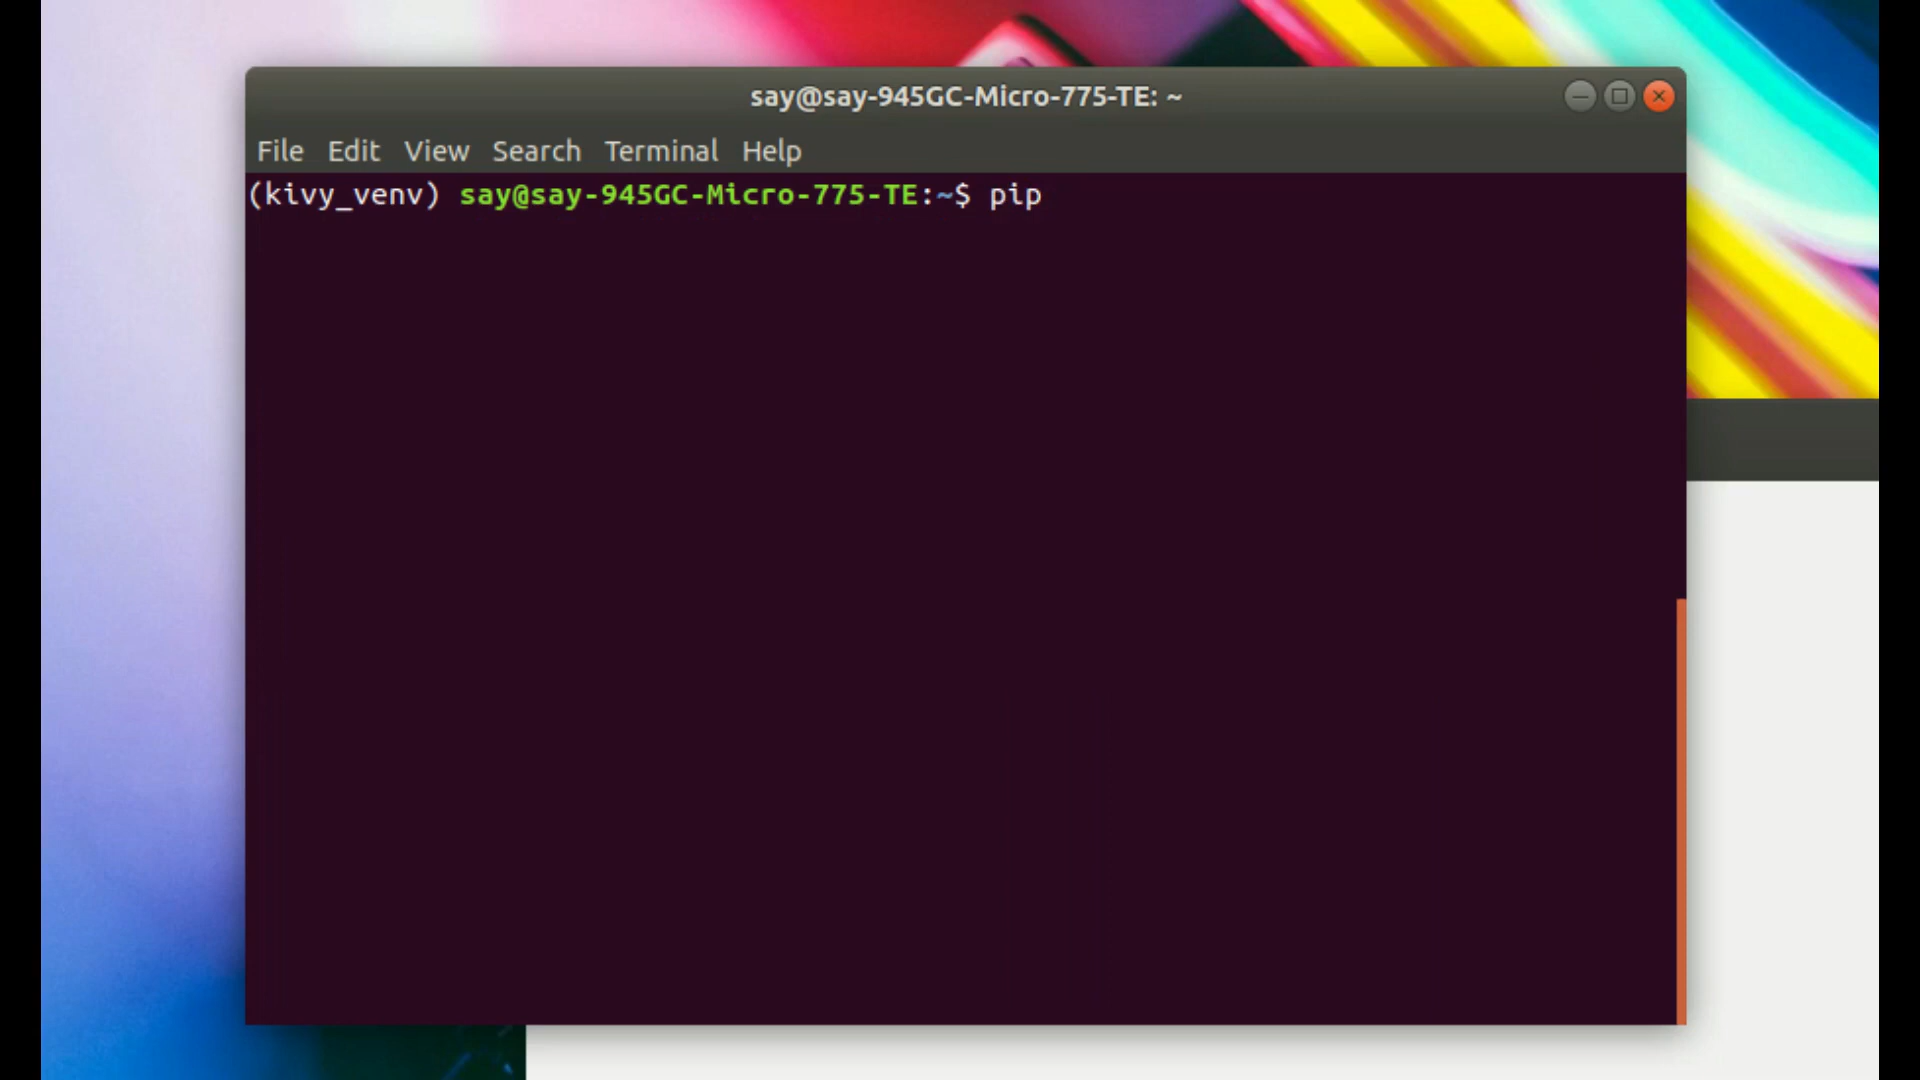 say@say-945GC-Micro-775-TE: ~
File Edit View Search Terminal Help
(kivy_venv) say@say-945GC-Micro-775-TE:~$ pip